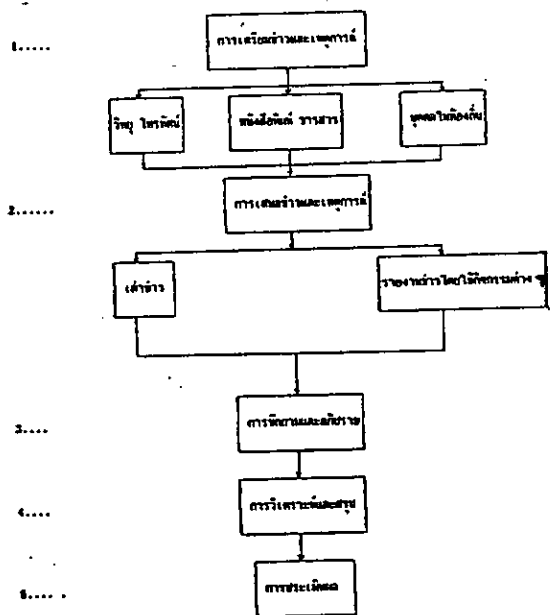 1..... การเตรียมข่าวและเหตุการณ์
วิทยุ โทรทัศน์ หนังสือพิมพ์ วารสาร บุคคลในท้องถิ่น
2...... การเสนอข่าวและเหตุการณ์
เล่าข่าว รายงานข่าวโดยใช้กิจกรรมต่าง ๆ
3.... การซักถามและอภิปราย
4.... การวิเคราะห์และสรุป
5.... . การประเมินผล